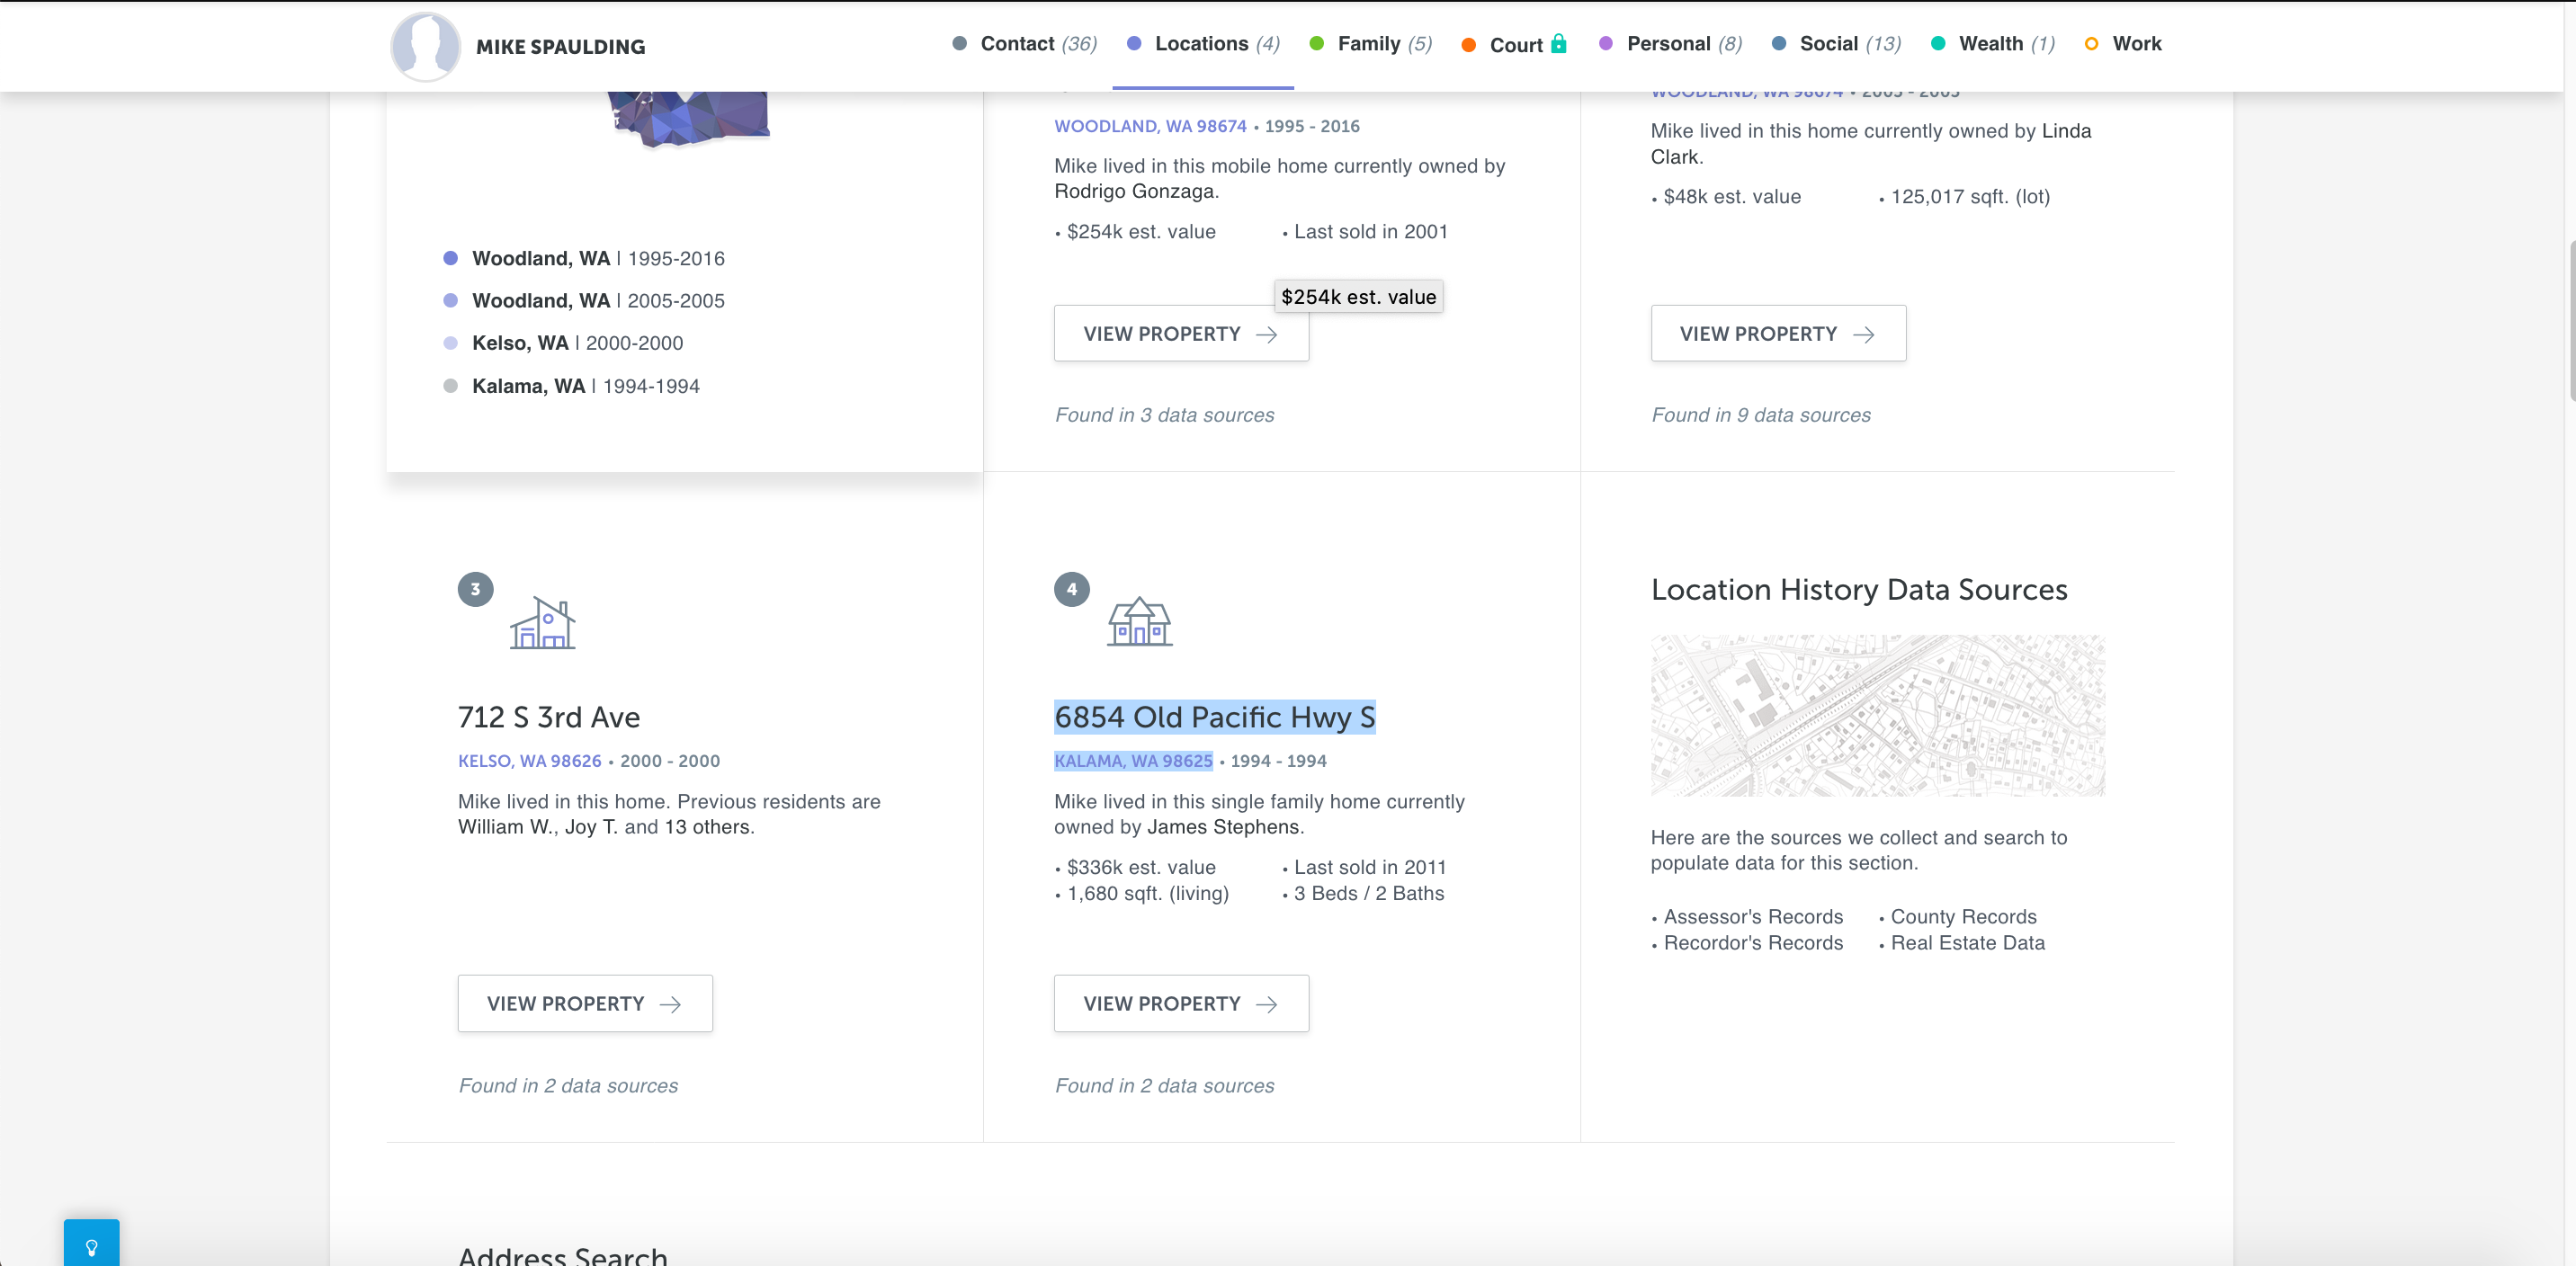 MIKE SPAULDING
Contact (36)
Locations (4)
Family (5)
Court
Personal (8)
Social (13)
Wealth (1)
Work
Woodland, WA | 1995-2016
Woodland, WA | 2005-2005
Kelso, WA | 2000-2000
Kalama, WA | 1994-1994
WOODLAND, WA 98674 • 1995 - 2016
Mike lived in this mobile home currently owned by
Rodrigo Gonzaga.
• $254k est. value
• Last sold in 2001
$254k est. value
VIEW PROPERTY
Found in 3 data sources
WOODLAND, WA 98674 • 2005 - 2005
Mike lived in this home currently owned by Linda
Clark.
• $48k est. value
• 125,017 sqft. (lot)
VIEW PROPERTY
Found in 9 data sources
3
712 S 3rd Ave
KELSO, WA 98626 • 2000 - 2000
Mike lived in this home. Previous residents are
William W., Joy T. and 13 others.
VIEW PROPERTY
Found in 2 data sources
4
6854 Old Pacific Hwy S
KALAMA, WA 98625 • 1994 - 1994
Mike lived in this single family home currently
owned by James Stephens.
• $336k est. value
• Last sold in 2011
• 1,680 sqft. (living)
• 3 Beds / 2 Baths
VIEW PROPERTY
Found in 2 data sources
Location History Data Sources
Here are the sources we collect and search to
populate data for this section.
• Assessor's Records
• County Records
• Recordor's Records
• Real Estate Data
Address Search